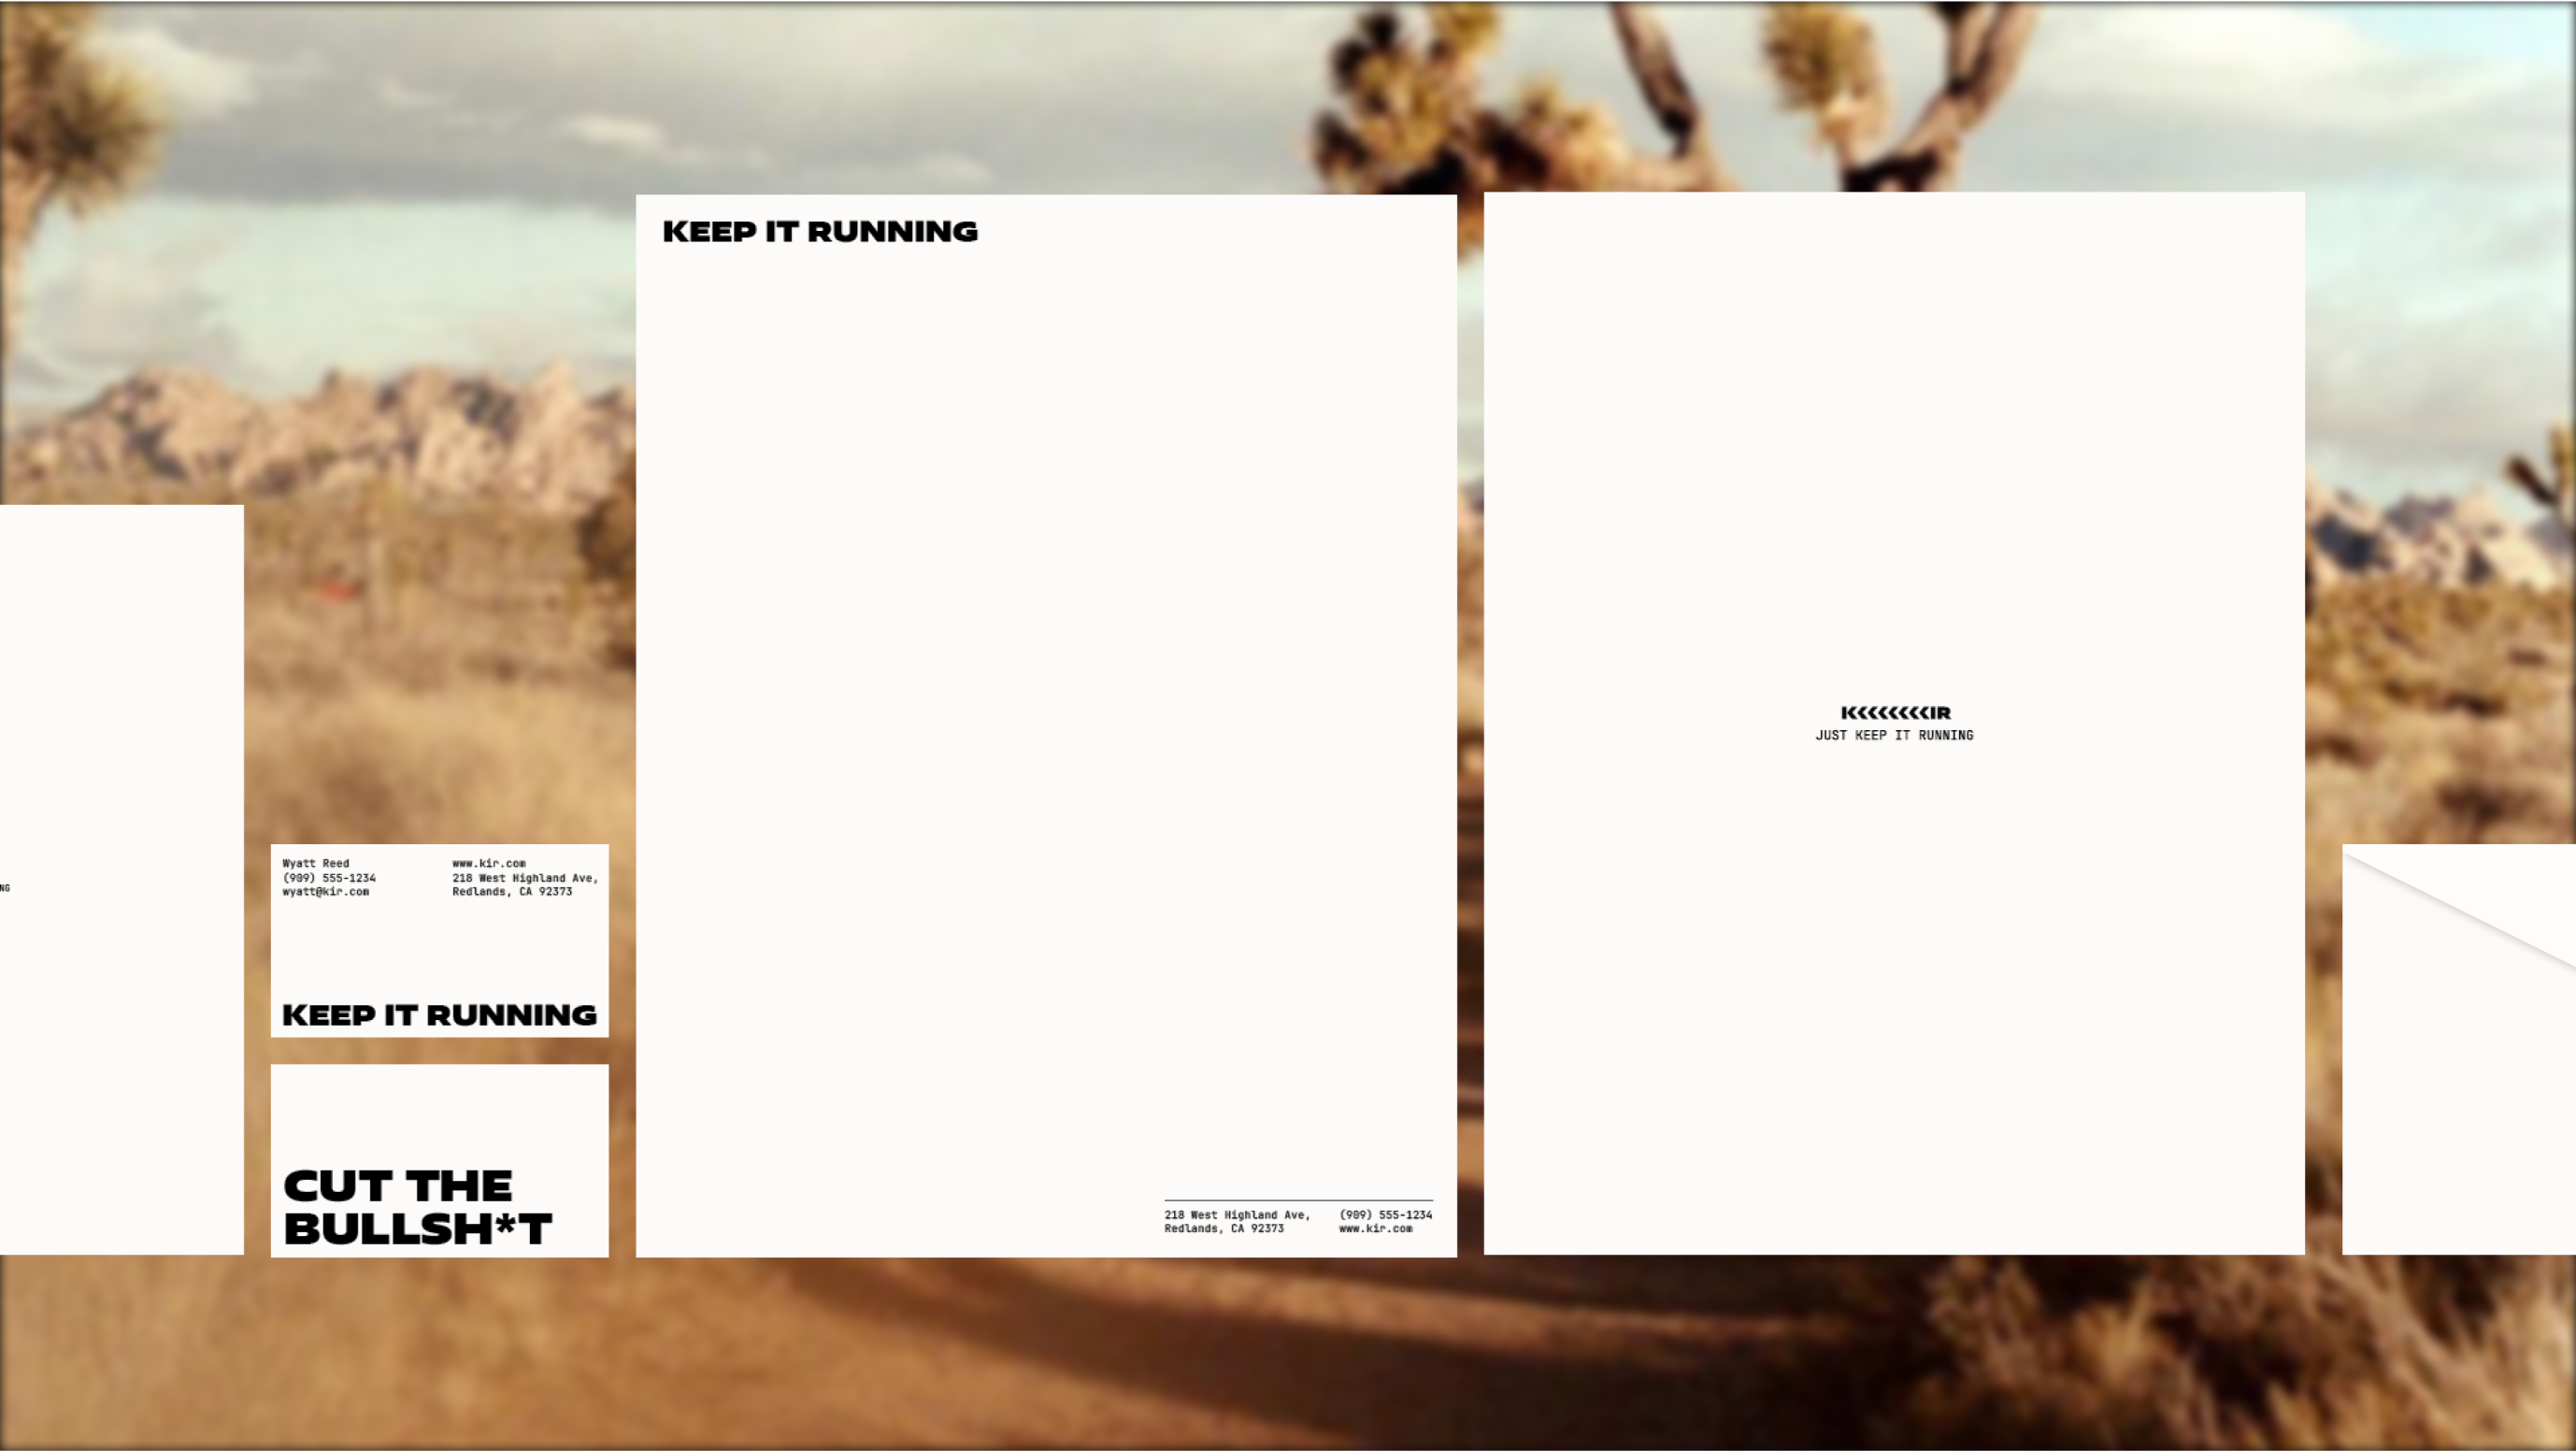 NG
Wyatt Reed
(909) 555-1234
wyatt@kir.com
www.kir.com
218 West Highland Ave,
Redlands, CA 92373
KEEP IT RUNNING
CUT THE
BULLSH*T
KEEP IT RUNNING
218 West Highland Ave,
Redlands, CA 92373
(909) 555-1234
www.kir.com
K<<<<<<<<IR
JUST KEEP IT RUNNING